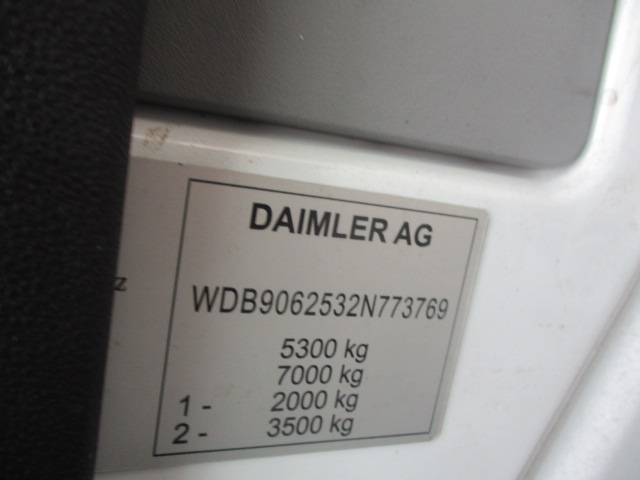 DAIMLER AG
z
WDB9062532N773769
5300 kg
7000 kg
1 - 2000 kg
2 - 3500 kg